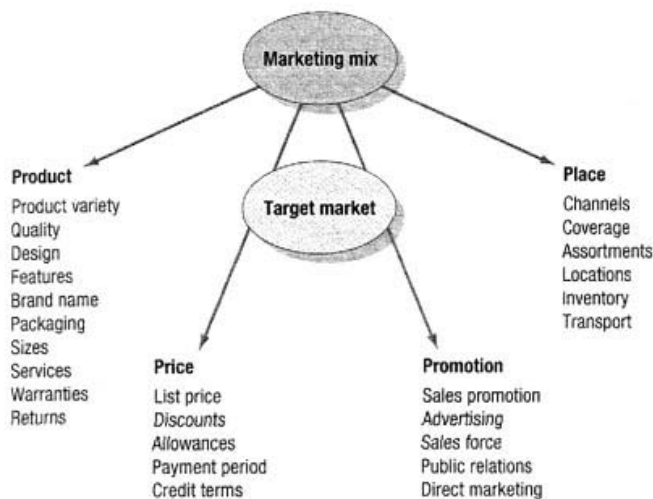 Marketing mix
Target market
Product
Product variety
Quality
Design
Features
Brand name
Packaging
Sizes
Services
Warranties
Returns
Price
List price
Discounts
Allowances
Payment period
Credit terms
Promotion
Sales promotion
Advertising
Sales force
Public relations
Direct marketing
Place
Channels
Coverage
Assortments
Locations
Inventory
Transport